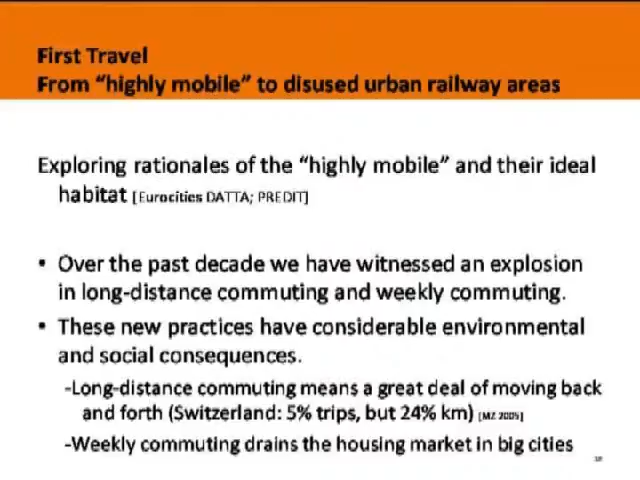 First Travel
From “highly mobile” to disused urban railway areas
Exploring rationales of the “highly mobile” and their ideal
habitat [Eurocities DATTA; PREDIT]
• Over the past decade we have witnessed an explosion
in long-distance commuting and weekly commuting.
• These new practices have considerable environmental
and social consequences.
-Long-distance commuting means a great deal of moving back
and forth (Switzerland: 5% trips, but 24% km) [MZ 2005]
-Weekly commuting drains the housing market in big cities